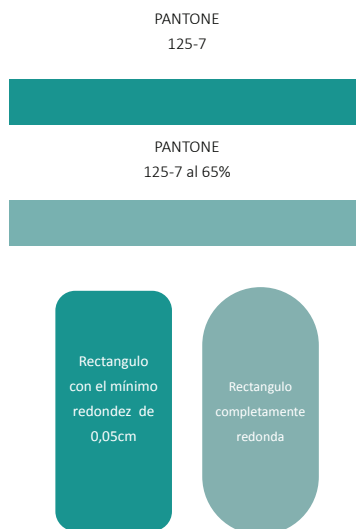 PANTONE
125-7
PANTONE
125-7 al 65%
Rectangulo
con el mínimo
redondez de
0,05cm
Rectangulo
completamente
redonda